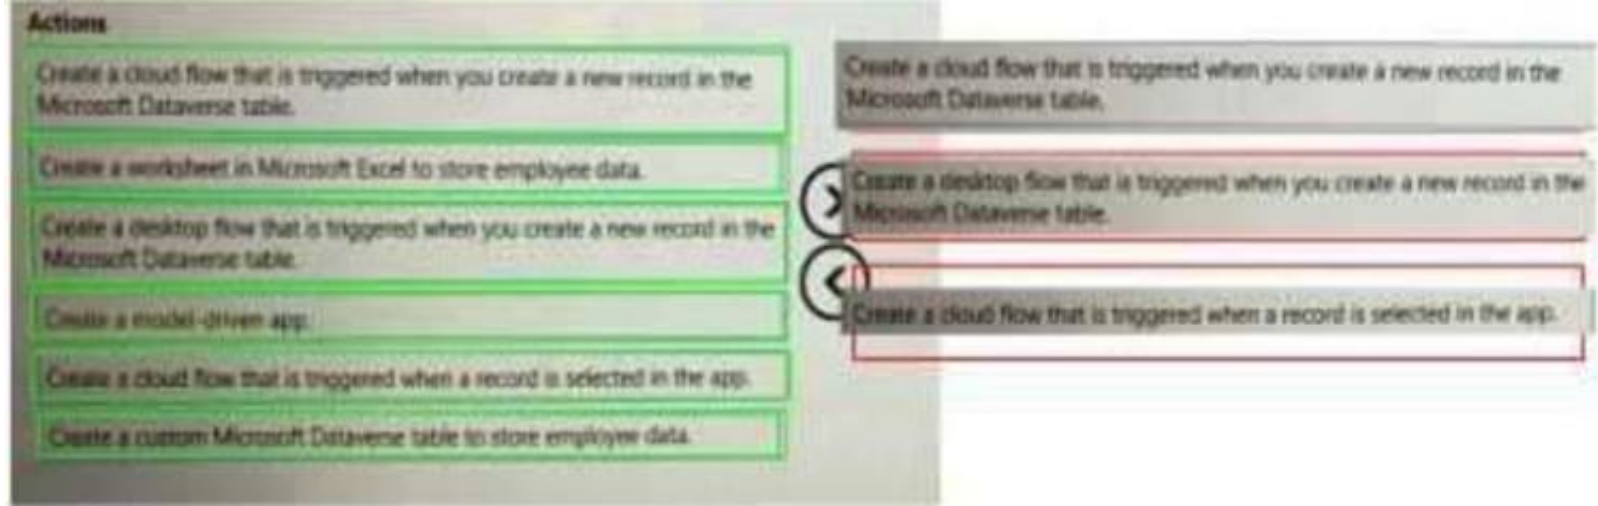 Actions
Create a cloud flow that is triggered when you create a new record in the
Microsoft Dataverse table.
Create a worksheet in Microsoft Excel to store employee data.
Create a desktop flow that is triggered when you create a new record in the
Microsoft Dataverse table.
Create a model-driven app.
Create a cloud flow that is triggered when a record is selected in the app.
Create a custom Microsoft Dataverse table to store employee data.
Create a cloud flow that is triggered when you create a new record in the
Microsoft Dataverse table.
Create a desktop flow that is triggered when you create a new record in the
Microsoft Dataverse table.
Create a cloud flow that is triggered when a record is selected in the app.